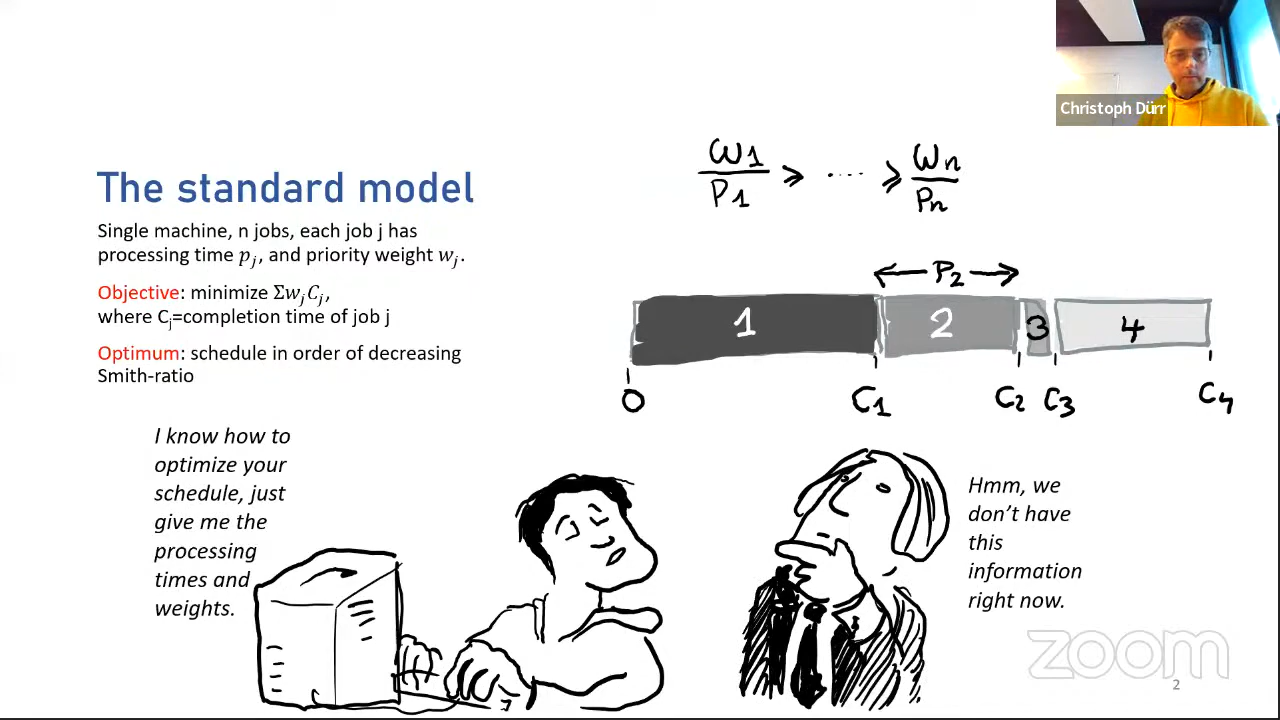 Christoph Dürr
The standard model
Single machine, n jobs, each job j has
processing time pⱼ, and priority weight wⱼ.
Objective: minimize ΣwⱼCⱼ,
where Cⱼ=completion time of job j
Optimum: schedule in order of decreasing
Smith-ratio
ω1/P1 ≥ ···· ≥ ωn/Pn
P2
1 2 3 4
0 C1 C2 C3 C4
I know how to
optimize your
schedule, just
give me the
processing
times and
weights.
Hmm, we
don’t have
this
information
right now.
zoom
2